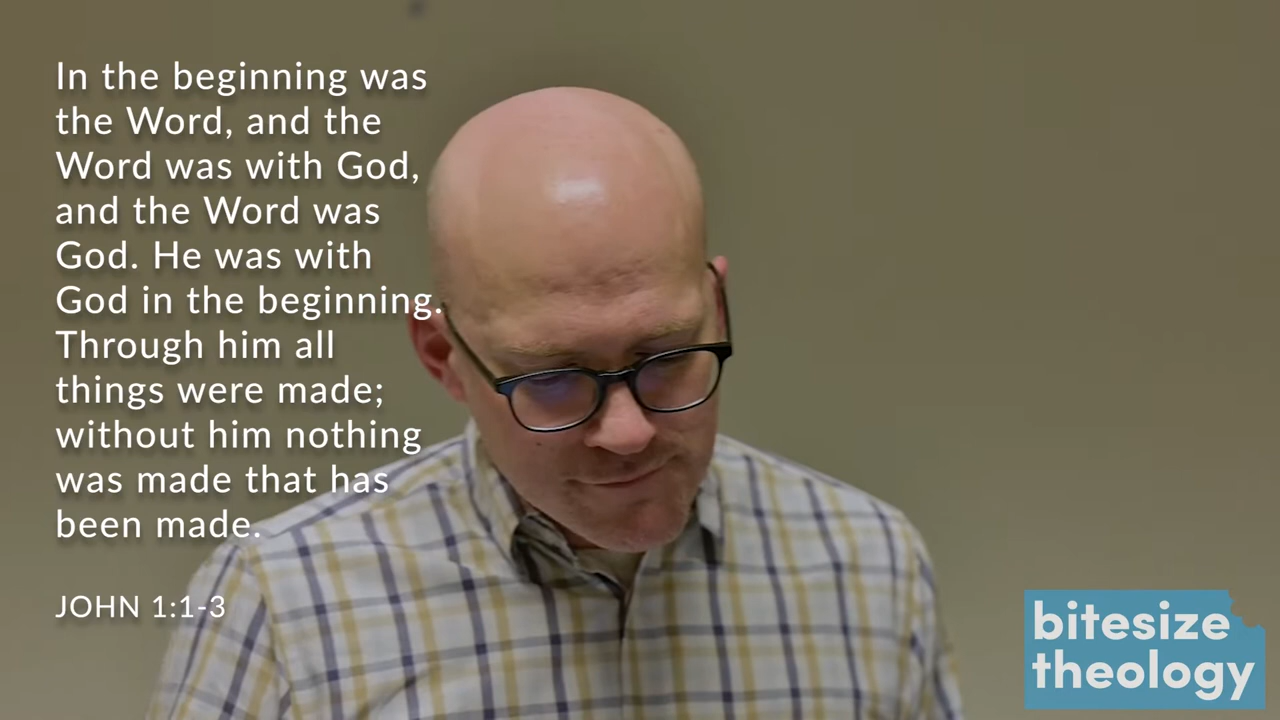 In the beginning was
the Word, and the
Word was with God,
and the Word was
God. He was with
God in the beginning.
Through him all
things were made;
without him nothing
was made that has
been made.
JOHN 1:1-3
bitesize
theology